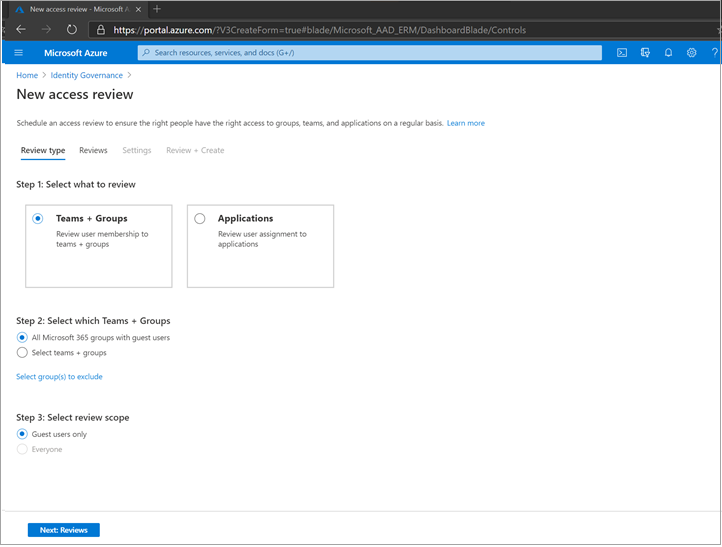 New access review - Microsoft A
https://portal.azure.com/?V3CreateForm=true#blade/Microsoft_AAD_ERM/DashboardBlade/Controls
Microsoft Azure
Search resources, services, and docs (G+/)
Home > Identity Governance >
New access review
Schedule an access review to ensure the right people have the right access to groups, teams, and applications on a regular basis. Learn more
Review type Reviews Settings Review + Create
Step 1: Select what to review
Teams + Groups
Review user membership to
teams + groups
Applications
Review user assignment to
applications
Step 2: Select which Teams + Groups
All Microsoft 365 groups with guest users
Select teams + groups
Select group(s) to exclude
Step 3: Select review scope
Guest users only
Everyone
Next: Reviews